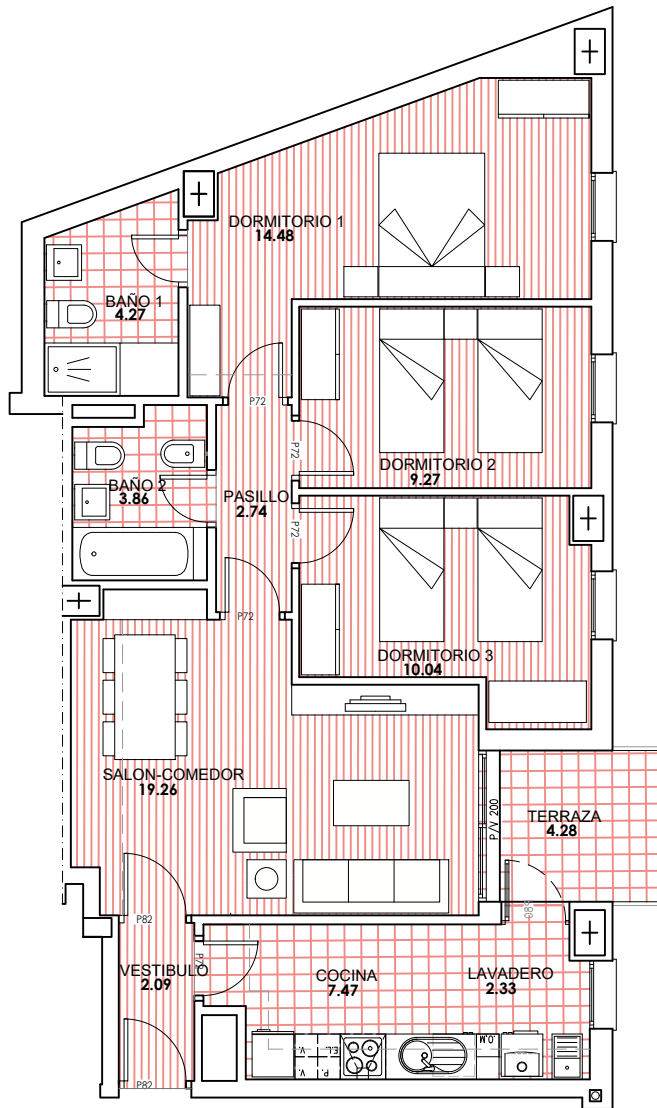 DORMITORIO 1
14.48
BAÑO 1
4.27
P72
P72
DORMITORIO 2
9.27
BAÑO 2
3.86
PASILLO
2.74
P72
P72
DORMITORIO 3
10.04
SALON-COMEDOR
19.26
P/V 200
TERRAZA
4.28
P82
080
VESTIBULO
2.09
P72
COCINA
7.47
LAVADERO
2.33
O.M
V.
V.
P.
E.L.
P82